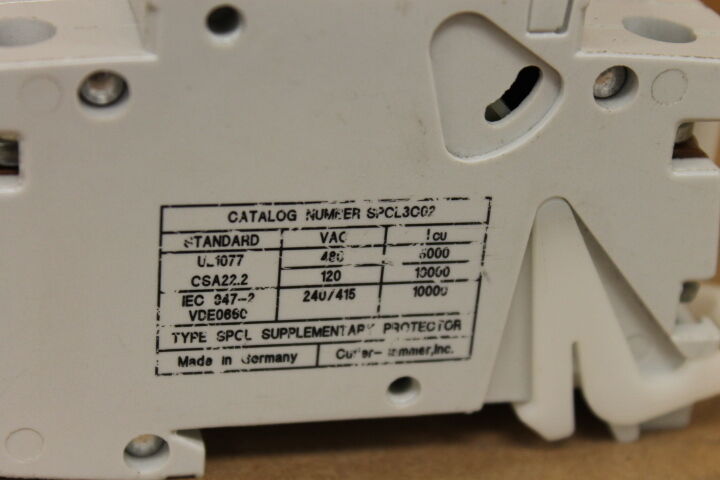 CATALOG NUMBER SPCL3C02
STANDARD VAC Icu
UL1077 480 5000
CSA22.2 120 10000
IEC 947-2 240/415 10000
VDE0660
TYPE SPCL SUPPLEMENTARY PROTECTOR
Made in Germany Cutler-Hammer,Inc.